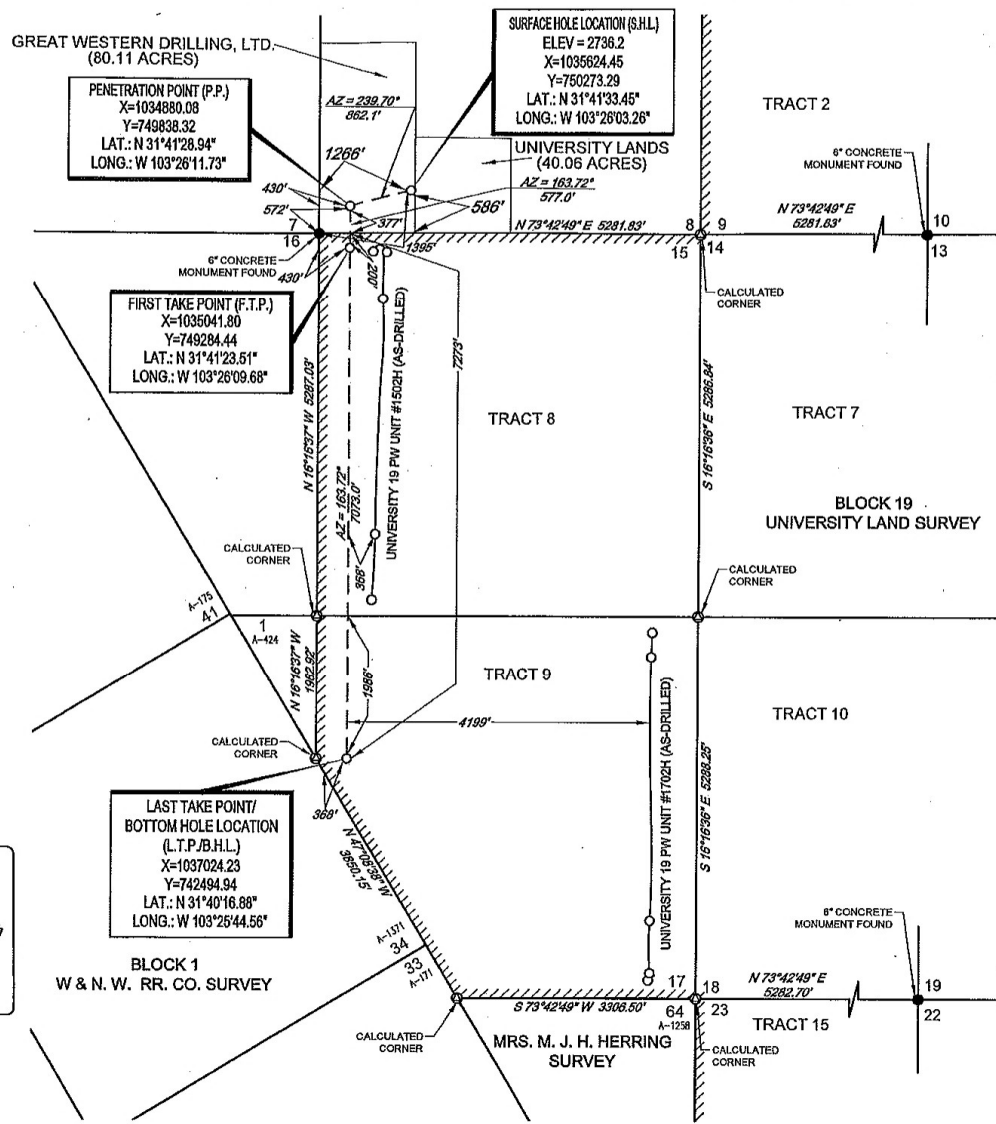 GREAT WESTERN DRILLING, LTD.
(80.11 ACRES)
SURFACE HOLE LOCATION (S.H.L.)
ELEV = 2736.2
X=1035624.45
Y=750273.29
LAT.: N 31°41'33.45"
LONG.: W 103°26'03.26"
PENETRATION POINT (P.P.)
X=1034880.08
Y=749838.32
LAT.: N 31°41'28.94"
LONG.: W 103°26'11.73"
AZ = 239.70°
862.1'
TRACT 2
6" CONCRETE
MONUMENT FOUND
UNIVERSITY LANDS
(40.06 ACRES)
1266'
AZ = 163.72°
577.0'
430'
572'
377'
586'
N 73°42'49" E 5281.83'
N 73°42'49" E
5281.83'
7
16
8
9
15
14
10
13
1395'
6" CONCRETE
MONUMENT FOUND
430'
200'
CALCULATED
CORNER
FIRST TAKE POINT (F.T.P.)
X=1035041.80
Y=749284.44
LAT.: N 31°41'23.51"
LONG.: W 103°26'09.68"
N 16°16'37" W 5287.03'
UNIVERSITY 19 PW UNIT #1502H (AS-DRILLED)
7273'
TRACT 8
S 16°16'36" E 5286.84'
TRACT 7
AZ = 163.72°
7073.0'
368'
BLOCK 19
UNIVERSITY LAND SURVEY
CALCULATED
CORNER
CALCULATED
CORNER
A-175
41
1
A-424
N 16°16'37" W
1962.92'
1986'
TRACT 9
4199'
UNIVERSITY 19 PW UNIT #1702H (AS-DRILLED)
TRACT 10
CALCULATED
CORNER
S 16°16'36" E 5288.25'
368'
LAST TAKE POINT/
BOTTOM HOLE LOCATION
(L.T.P./B.H.L.)
X=1037024.23
Y=742494.94
LAT.: N 31°40'16.88"
LONG.: W 103°25'44.56"
N 47°08'38" W
3850.15'
A-1371
34
33
A-171
BLOCK 1
W & N. W. RR. CO. SURVEY
6" CONCRETE
MONUMENT FOUND
17
18
64
A-1258
23
N 73°42'49" E
5282.70'
19
22
S 73°42'49" W 3306.50'
TRACT 15
CALCULATED
CORNER
MRS. M. J. H. HERRING
SURVEY
CALCULATED
CORNER